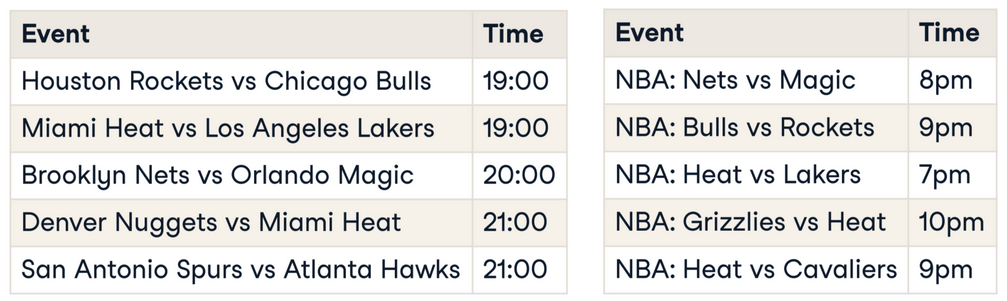 Event Time
Houston Rockets vs Chicago Bulls 19:00
Miami Heat vs Los Angeles Lakers 19:00
Brooklyn Nets vs Orlando Magic 20:00
Denver Nuggets vs Miami Heat 21:00
San Antonio Spurs vs Atlanta Hawks 21:00
Event Time
NBA: Nets vs Magic 8pm
NBA: Bulls vs Rockets 9pm
NBA: Heat vs Lakers 7pm
NBA: Grizzlies vs Heat 10pm
NBA: Heat vs Cavaliers 9pm